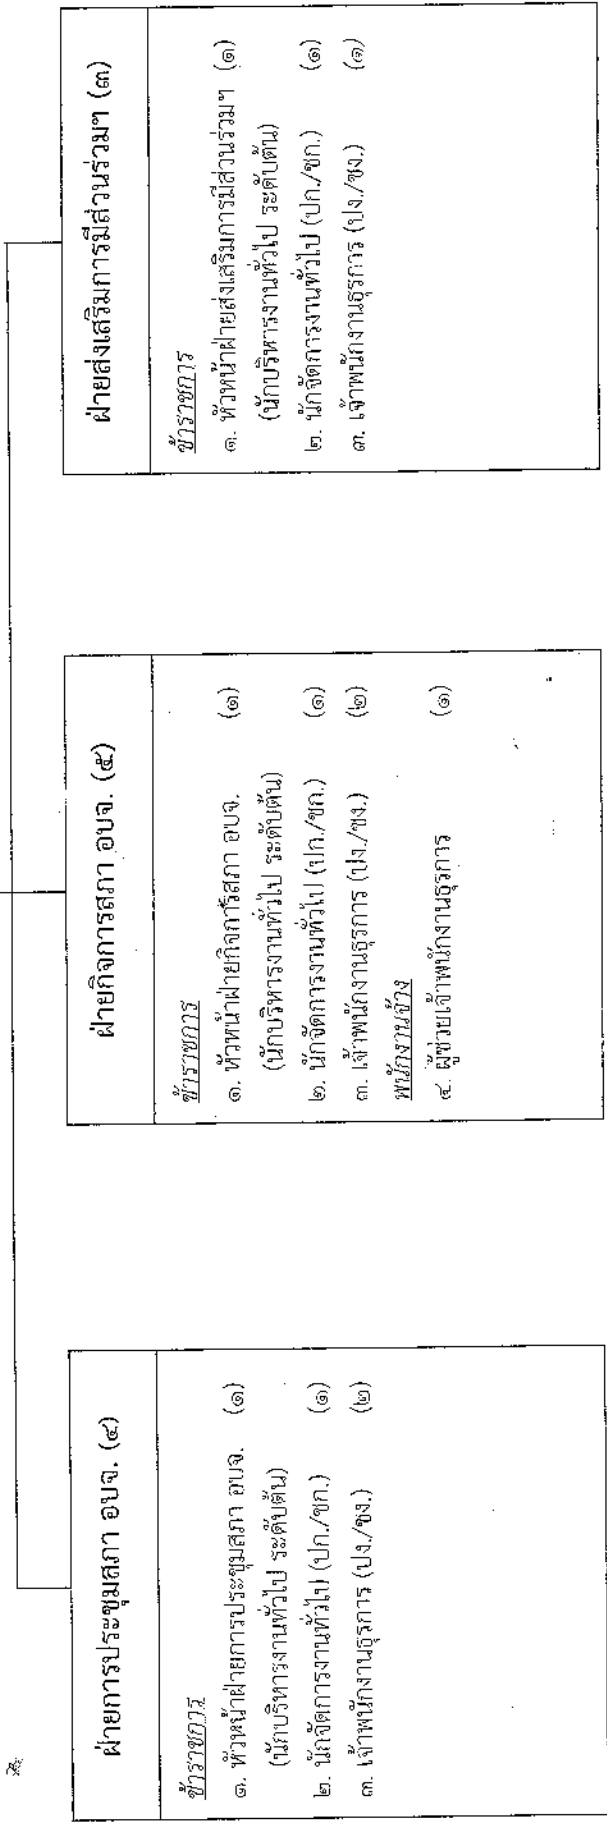 ฝ่ายการประชุมสภา อบจ. (๔)
ข้าราชการ
๑. หัวหน้าฝ่ายการประชุมสภา อบจ. (๑)
(นักบริหารงานทั่วไป ระดับต้น)
๒. นักจัดการงานทั่วไป (ปก./ชก.) (๑)
๓. เจ้าพนักงานธุรการ (ปง./ชง.) (๒)
ฝ่ายกิจการสภา อบจ. (๕)
ข้าราชการ
๑. หัวหน้าฝ่ายกิจการสภา อบจ. (๑)
(นักบริหารงานทั่วไป ระดับต้น)
๒. นักจัดการงานทั่วไป (ปก./ชก.) (๑)
๓. เจ้าพนักงานธุรการ (ปง./ชง.) (๒)
พนักงานจ้าง
๔. ผู้ช่วยเจ้าพนักงานธุรการ (๑)
ฝ่ายส่งเสริมการมีส่วนร่วมฯ (๓)
ข้าราชการ
๑. หัวหน้าฝ่ายส่งเสริมการมีส่วนร่วมฯ (๑)
(นักบริหารงานทั่วไป ระดับต้น)
๒. นักจัดการงานทั่วไป (ปก./ชก.) (๑)
๓. เจ้าพนักงานธุรการ (ปง./ชง.) (๑)